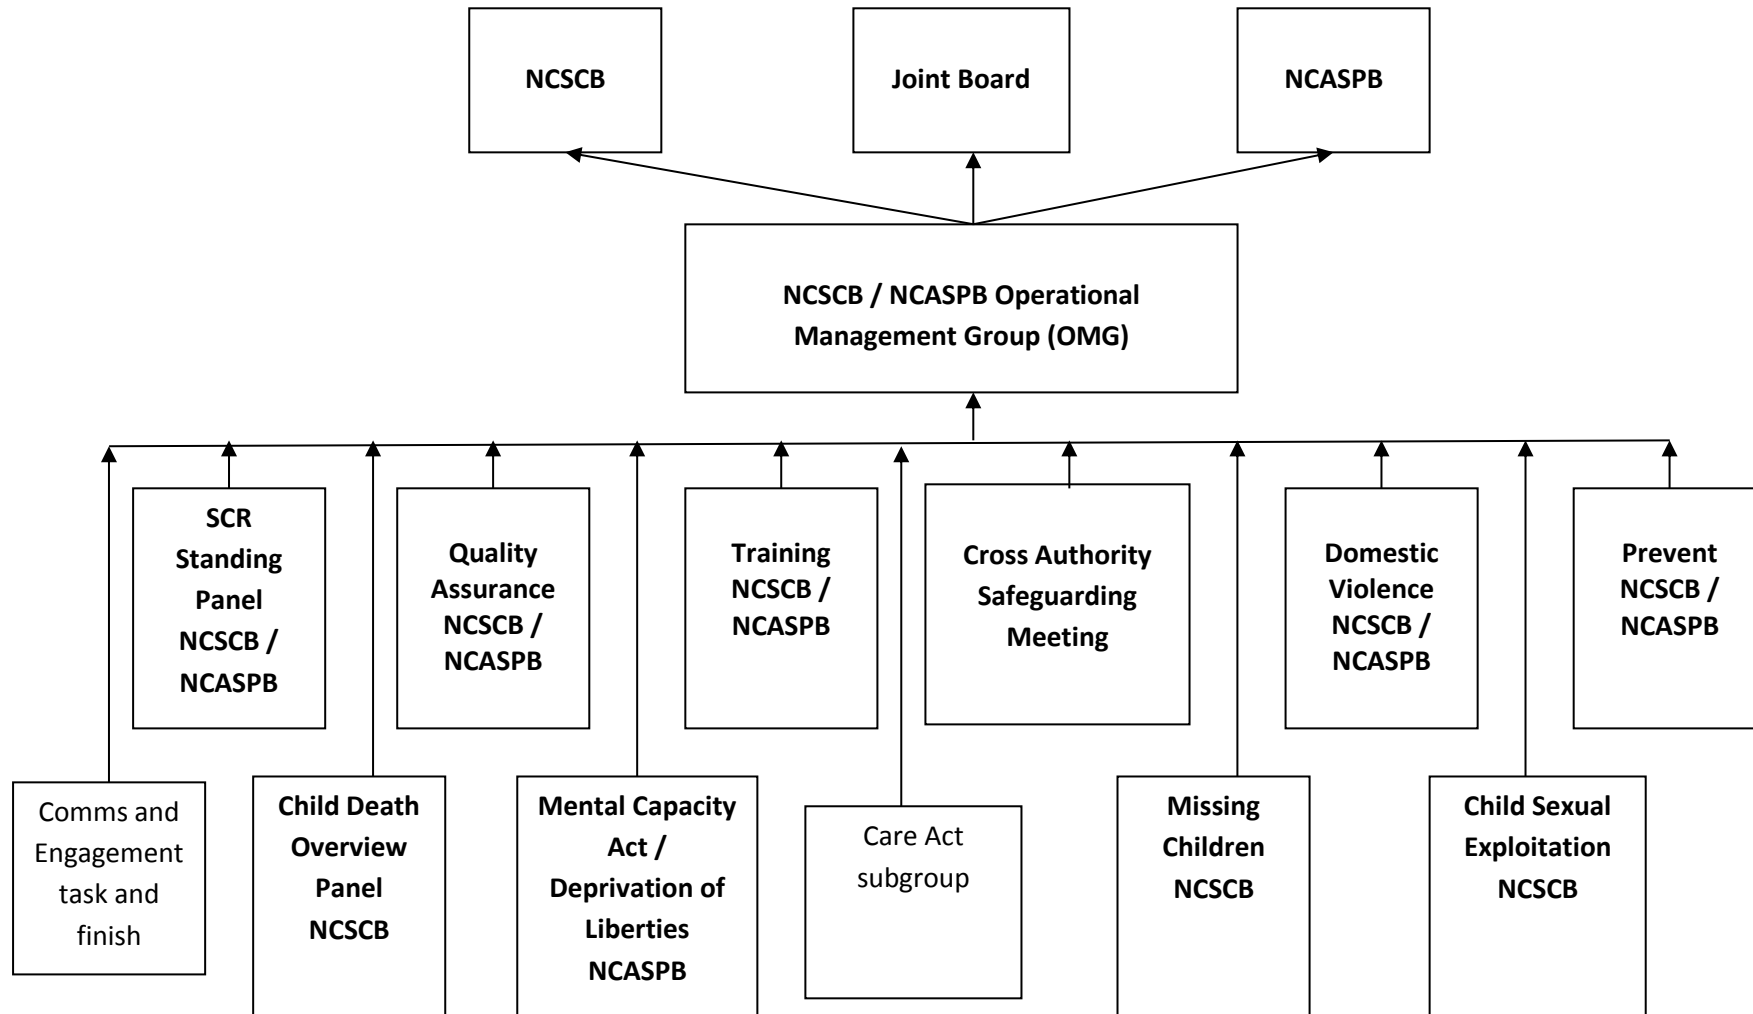 NCSCB
Joint Board
NCASPB
NCSCB / NCASPB Operational
Management Group (OMG)
SCR
Standing
Panel
NCSCB /
NCASPB
Quality
Assurance
NCSCB /
NCASPB
Training
NCSCB /
NCASPB
Cross Authority
Safeguarding
Meeting
Domestic
Violence
NCSCB /
NCASPB
Prevent
NCSCB /
NCASPB
Comms and
Engagement
task and
finish
Child Death
Overview
Panel
NCSCB
Mental Capacity
Act /
Deprivation of
Liberties
NCASPB
Care Act
subgroup
Missing
Children
NCSCB
Child Sexual
Exploitation
NCSCB